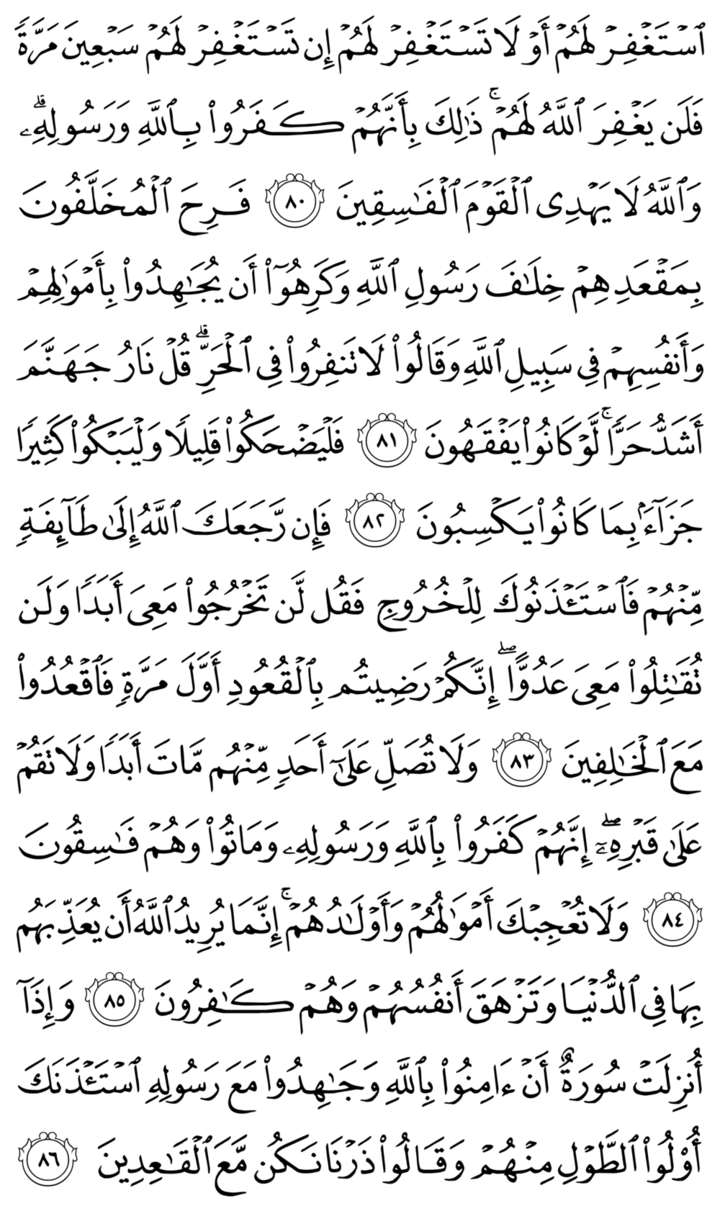 ٱسۡتَغۡفِرۡ لَهُمۡ أَوۡ لَا تَسۡتَغۡفِرۡ لَهُمۡ إِن تَسۡتَغۡفِرۡ لَهُمۡ سَبۡعِينَ مَرَّةٗ
فَلَن يَغۡفِرَ ٱللَّهُ لَهُمۡۚ ذَٰلِكَ بِأَنَّهُمۡ كَفَرُواْ بِٱللَّهِ وَرَسُولِهِۦۗ
وَٱللَّهُ لَا يَهۡدِي ٱلۡقَوۡمَ ٱلۡفَٰسِقِينَ ٨٠ فَرِحَ ٱلۡمُخَلَّفُونَ
بِمَقۡعَدِهِمۡ خِلَٰفَ رَسُولِ ٱللَّهِ وَكَرِهُوٓاْ أَن يُجَٰهِدُواْ بِأَمۡوَٰلِهِمۡ
وَأَنفُسِهِمۡ فِي سَبِيلِ ٱللَّهِ وَقَالُواْ لَا تَنفِرُواْ فِي ٱلۡحَرِّۗ قُلۡ نَارُ جَهَنَّمَ
أَشَدُّ حَرّٗاۚ لَّوۡ كَانُواْ يَفۡقَهُونَ ٨١ فَلۡيَضۡحَكُواْ قَلِيلٗا وَلۡيَبۡكُواْ كَثِيرٗا
جَزَآءَۢ بِمَا كَانُواْ يَكۡسِبُونَ ٨٢ فَإِن رَّجَعَكَ ٱللَّهُ إِلَىٰ طَآئِفَةٖ
مِّنۡهُمۡ فَٱسۡتَـٔۡذَنُوكَ لِلۡخُرُوجِ فَقُل لَّن تَخۡرُجُواْ مَعِيَ أَبَدٗا وَلَن
تُقَٰتِلُواْ مَعِيَ عَدُوًّاۖ إِنَّكُمۡ رَضِيتُم بِٱلۡقُعُودِ أَوَّلَ مَرَّةٖ فَٱقۡعُدُواْ
مَعَ ٱلۡخَٰلِفِينَ ٨٣ وَلَا تُصَلِّ عَلَىٰٓ أَحَدٖ مِّنۡهُم مَّاتَ أَبَدٗا وَلَا تَقُمۡ
عَلَىٰ قَبۡرِهِۦٓۖ إِنَّهُمۡ كَفَرُواْ بِٱللَّهِ وَرَسُولِهِۦ وَمَاتُواْ وَهُمۡ فَٰسِقُونَ
٨٤ وَلَا تُعۡجِبۡكَ أَمۡوَٰلُهُمۡ وَأَوۡلَٰدُهُمۡۚ إِنَّمَا يُرِيدُ ٱللَّهُ أَن يُعَذِّبَهُم
بِهَا فِي ٱلدُّنۡيَا وَتَزۡهَقَ أَنفُسُهُمۡ وَهُمۡ كَٰفِرُونَ ٨٥ وَإِذَآ
أُنزِلَتۡ سُورَةٌ أَنۡ ءَامِنُواْ بِٱللَّهِ وَجَٰهِدُواْ مَعَ رَسُولِهِ ٱسۡتَـٔۡذَنَكَ
أُوْلُواْ ٱلطَّوۡلِ مِنۡهُمۡ وَقَالُواْ ذَرۡنَا نَكُن مَّعَ ٱلۡقَٰعِدِينَ ٨٦